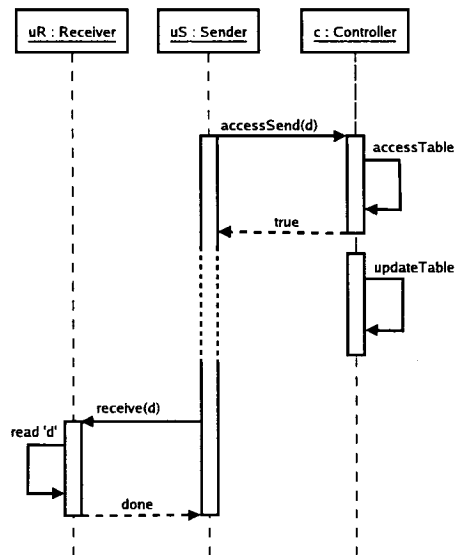 uR : Receiver
uS : Sender
c : Controller
accessSend(d)
accessTable
true
updateTable
receive(d)
read 'd'
done